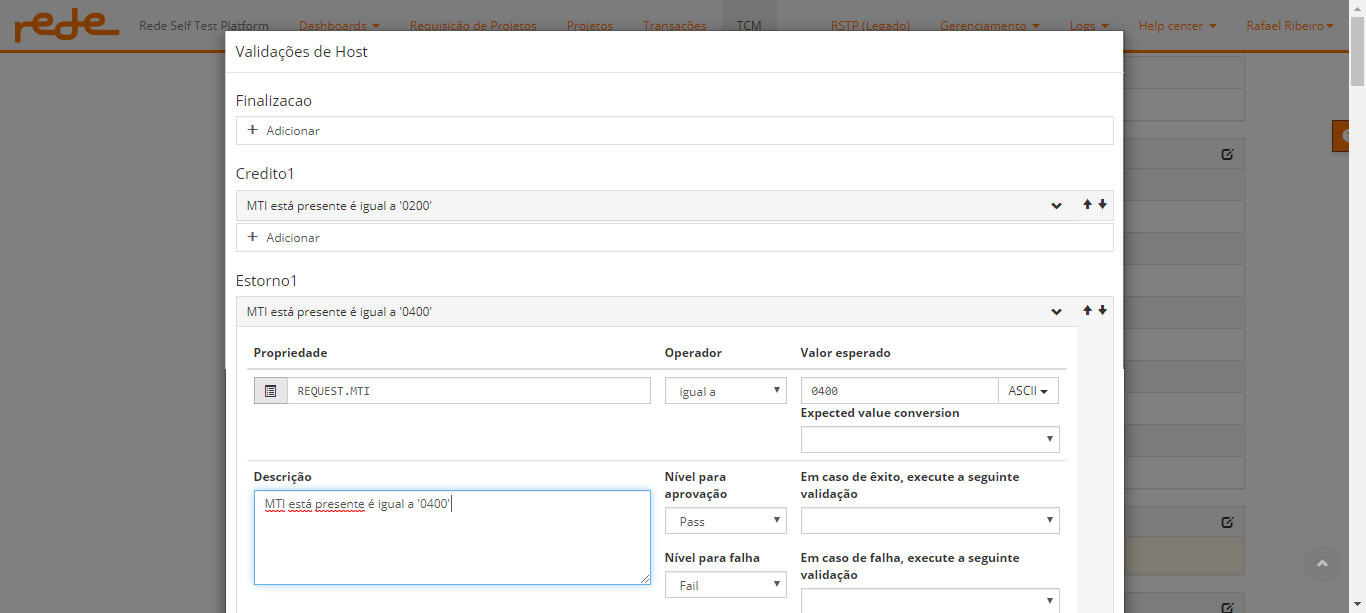 rede Rede Self Test Platform Dashboards Requisição de Projetos Projetos Transações TCM RSTP (Legado) Gerenciamento Logs Help center Rafael Ribeiro
Validações de Host
Finalizacao
+ Adicionar
Credito1
MTI está presente é igual a '0200'
+ Adicionar
Estorno1
MTI está presente é igual a '0400'
Propriedade Operador Valor esperado
REQUEST.MTI igual a 0400 ASCII
Expected value conversion
Descrição Nível para aprovação Em caso de êxito, execute a seguinte validação
MTI está presente é igual a '0400'
Pass
Nível para falha Em caso de falha, execute a seguinte validação
Fail